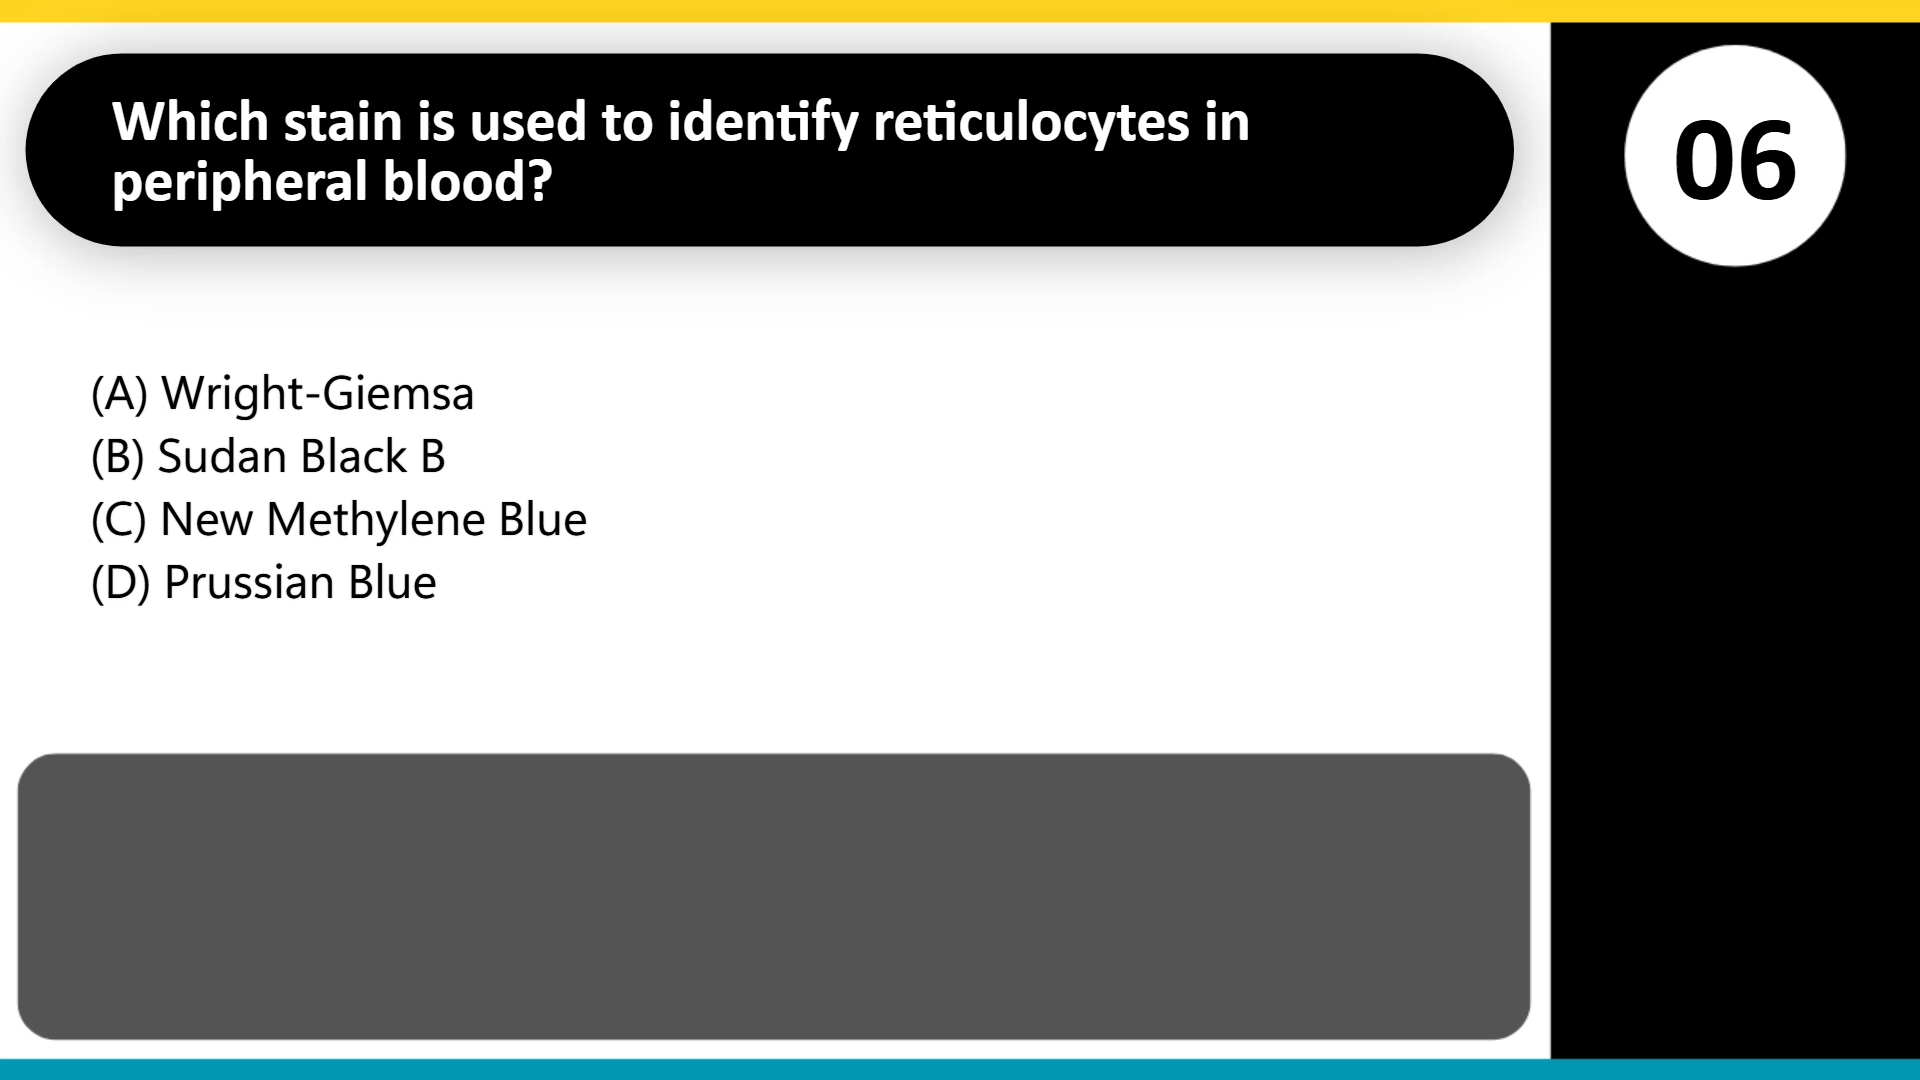 Which stain is used to identify reticulocytes in
peripheral blood?
06
(A) Wright-Giemsa
(B) Sudan Black B
(C) New Methylene Blue
(D) Prussian Blue